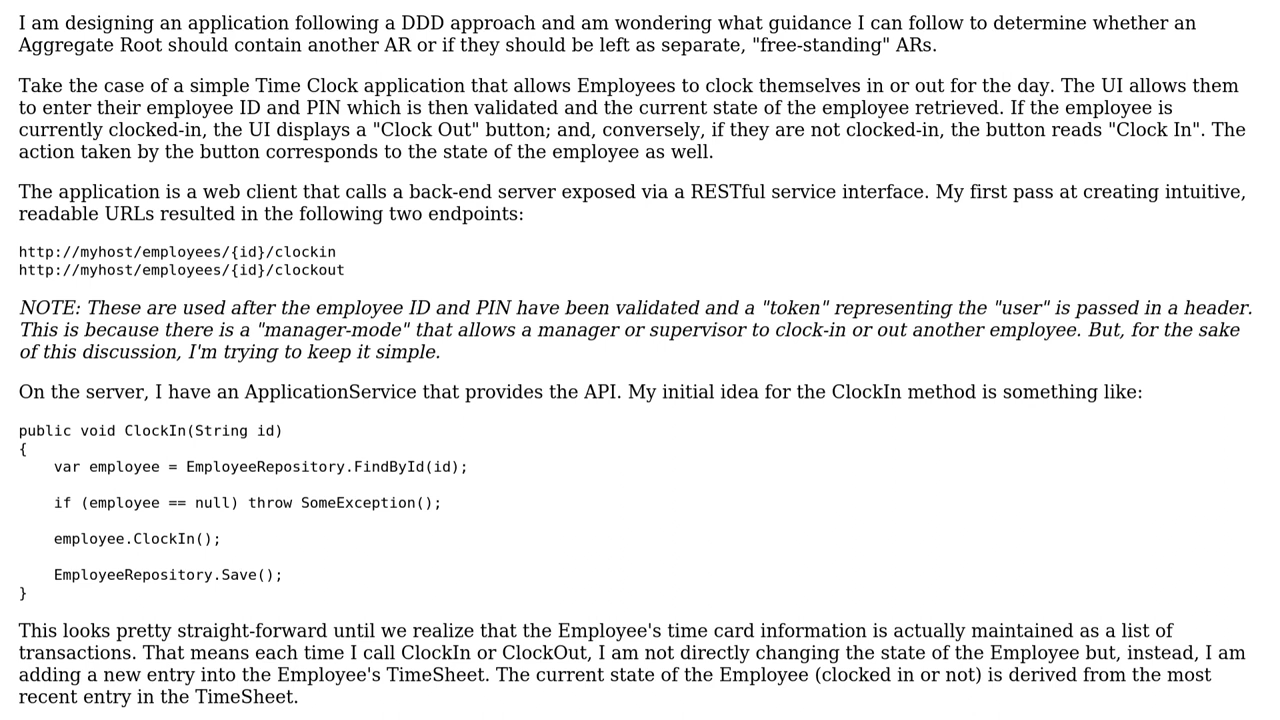 I am designing an application following a DDD approach and am wondering what guidance I can follow to determine whether an
Aggregate Root should contain another AR or if they should be left as separate, "free-standing" ARs.
Take the case of a simple Time Clock application that allows Employees to clock themselves in or out for the day. The UI allows them
to enter their employee ID and PIN which is then validated and the current state of the employee retrieved. If the employee is
currently clocked-in, the UI displays a "Clock Out" button; and, conversely, if they are not clocked-in, the button reads "Clock In". The
action taken by the button corresponds to the state of the employee as well.
The application is a web client that calls a back-end server exposed via a RESTful service interface. My first pass at creating intuitive,
readable URLs resulted in the following two endpoints:
http://myhost/employees/{id}/clockin
http://myhost/employees/{id}/clockout
NOTE: These are used after the employee ID and PIN have been validated and a "token" representing the "user" is passed in a header.
This is because there is a "manager-mode" that allows a manager or supervisor to clock-in or out another employee. But, for the sake
of this discussion, I'm trying to keep it simple.
On the server, I have an ApplicationService that provides the API. My initial idea for the ClockIn method is something like:
public void ClockIn(String id)
{
    var employee = EmployeeRepository.FindById(id);
    if (employee == null) throw SomeException();
    employee.ClockIn();
    EmployeeRepository.Save();
}
This looks pretty straight-forward until we realize that the Employee's time card information is actually maintained as a list of
transactions. That means each time I call ClockIn or ClockOut, I am not directly changing the state of the Employee but, instead, I am
adding a new entry into the Employee's TimeSheet. The current state of the Employee (clocked in or not) is derived from the most
recent entry in the TimeSheet.